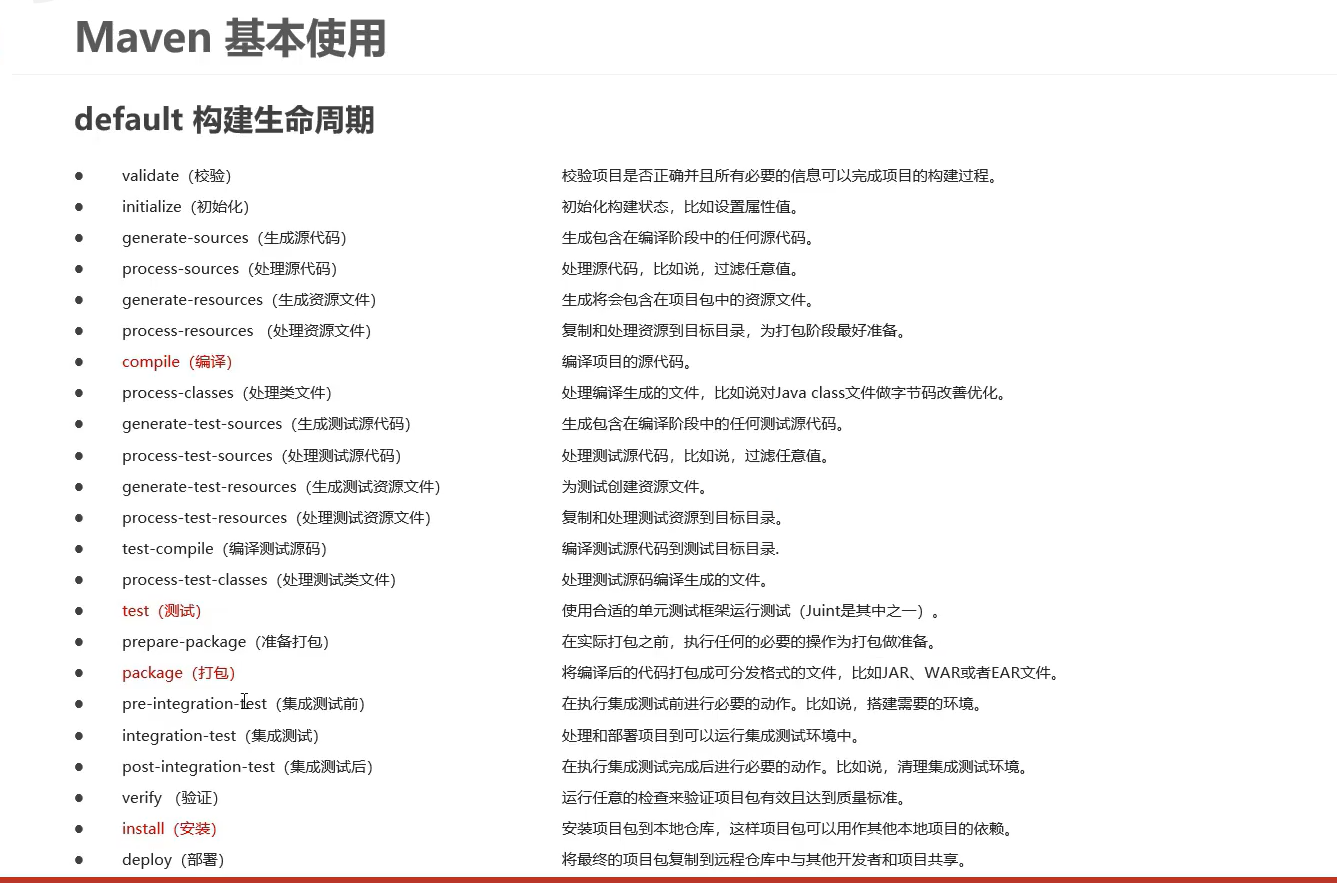 Maven 基本使用
default 构建生命周期
● validate（校验） 校验项目是否正确并且所有必要的信息可以完成项目的构建过程。
● initialize（初始化） 初始化构建状态，比如设置属性值。
● generate-sources（生成源代码） 生成包含在编译阶段中的任何源代码。
● process-sources（处理源代码） 处理源代码，比如说，过滤任意值。
● generate-resources（生成资源文件） 生成将会包含在项目包中的资源文件。
● process-resources （处理资源文件） 复制和处理资源到目标目录，为打包阶段最好准备。
● compile（编译） 编译项目的源代码。
● process-classes（处理类文件） 处理编译生成的文件，比如说对Java class文件做字节码改善优化。
● generate-test-sources（生成测试源代码） 生成包含在编译阶段中的任何测试源代码。
● process-test-sources（处理测试源代码） 处理测试源代码，比如说，过滤任意值。
● generate-test-resources（生成测试资源文件） 为测试创建资源文件。
● process-test-resources（处理测试资源文件） 复制和处理测试资源到目标目录。
● test-compile（编译测试源码） 编译测试源代码到测试目标目录.
● process-test-classes（处理测试类文件） 处理测试源码编译生成的文件。
● test（测试） 使用合适的单元测试框架运行测试（Juint是其中之一）。
● prepare-package（准备打包） 在实际打包之前，执行任何的必要的操作为打包做准备。
● package（打包） 将编译后的代码打包成可分发格式的文件，比如JAR、WAR或者EAR文件。
● pre-integration-test（集成测试前） 在执行集成测试前进行必要的动作。比如说，搭建需要的环境。
● integration-test（集成测试） 处理和部署项目到可以运行集成测试环境中。
● post-integration-test（集成测试后） 在执行集成测试完成后进行必要的动作。比如说，清理集成测试环境。
● verify （验证） 运行任意的检查来验证项目包有效且达到质量标准。
● install（安装） 安装项目包到本地仓库，这样项目包可以用作其他本地项目的依赖。
● deploy（部署） 将最终的项目包复制到远程仓库中与其他开发者和项目共享。